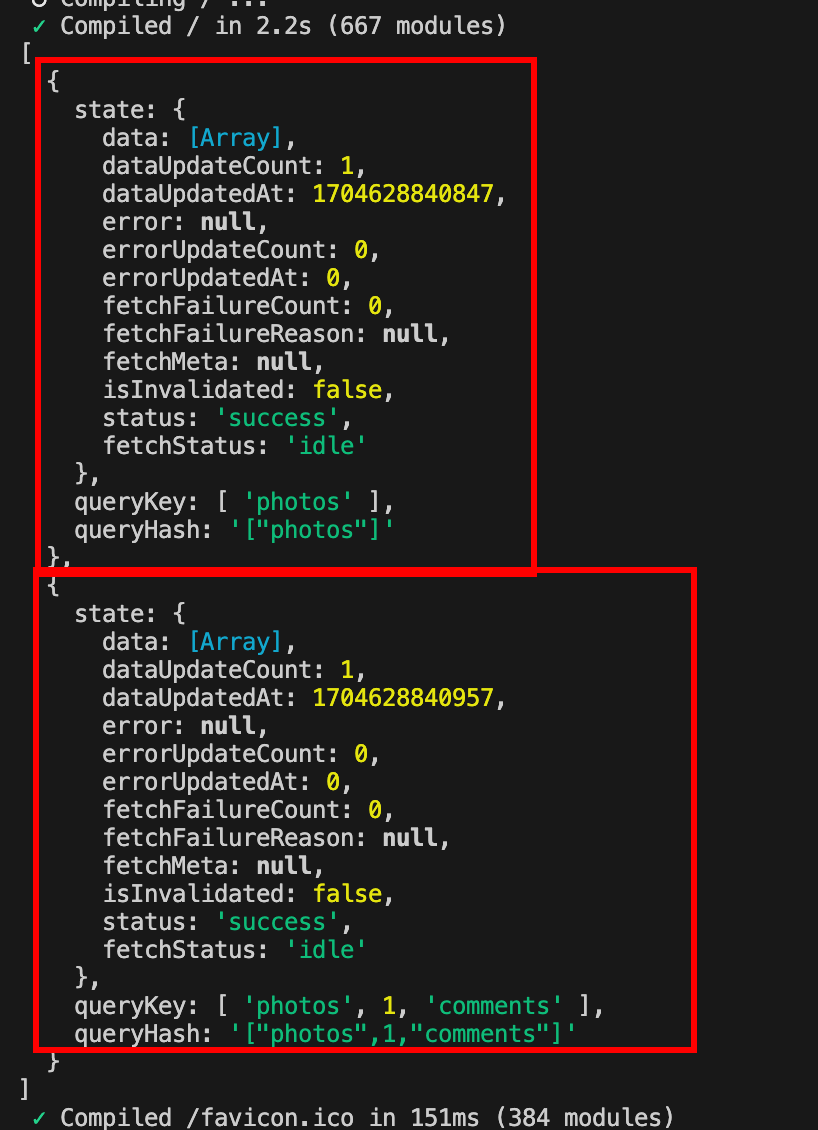 Compiling / ...
✓ Compiled / in 2.2s (667 modules)
[
{
state: {
data: [Array],
dataUpdateCount: 1,
dataUpdatedAt: 1704628840847,
error: null,
errorUpdateCount: 0,
errorUpdatedAt: 0,
fetchFailureCount: 0,
fetchFailureReason: null,
fetchMeta: null,
isInvalidated: false,
status: 'success',
fetchStatus: 'idle'
},
queryKey: [ 'photos' ],
queryHash: '["photos"]'
},
{
state: {
data: [Array],
dataUpdateCount: 1,
dataUpdatedAt: 1704628840957,
error: null,
errorUpdateCount: 0,
errorUpdatedAt: 0,
fetchFailureCount: 0,
fetchFailureReason: null,
fetchMeta: null,
isInvalidated: false,
status: 'success',
fetchStatus: 'idle'
},
queryKey: [ 'photos', 1, 'comments' ],
queryHash: '["photos",1,"comments"]'
}
]
✓ Compiled /favicon.ico in 151ms (384 modules)